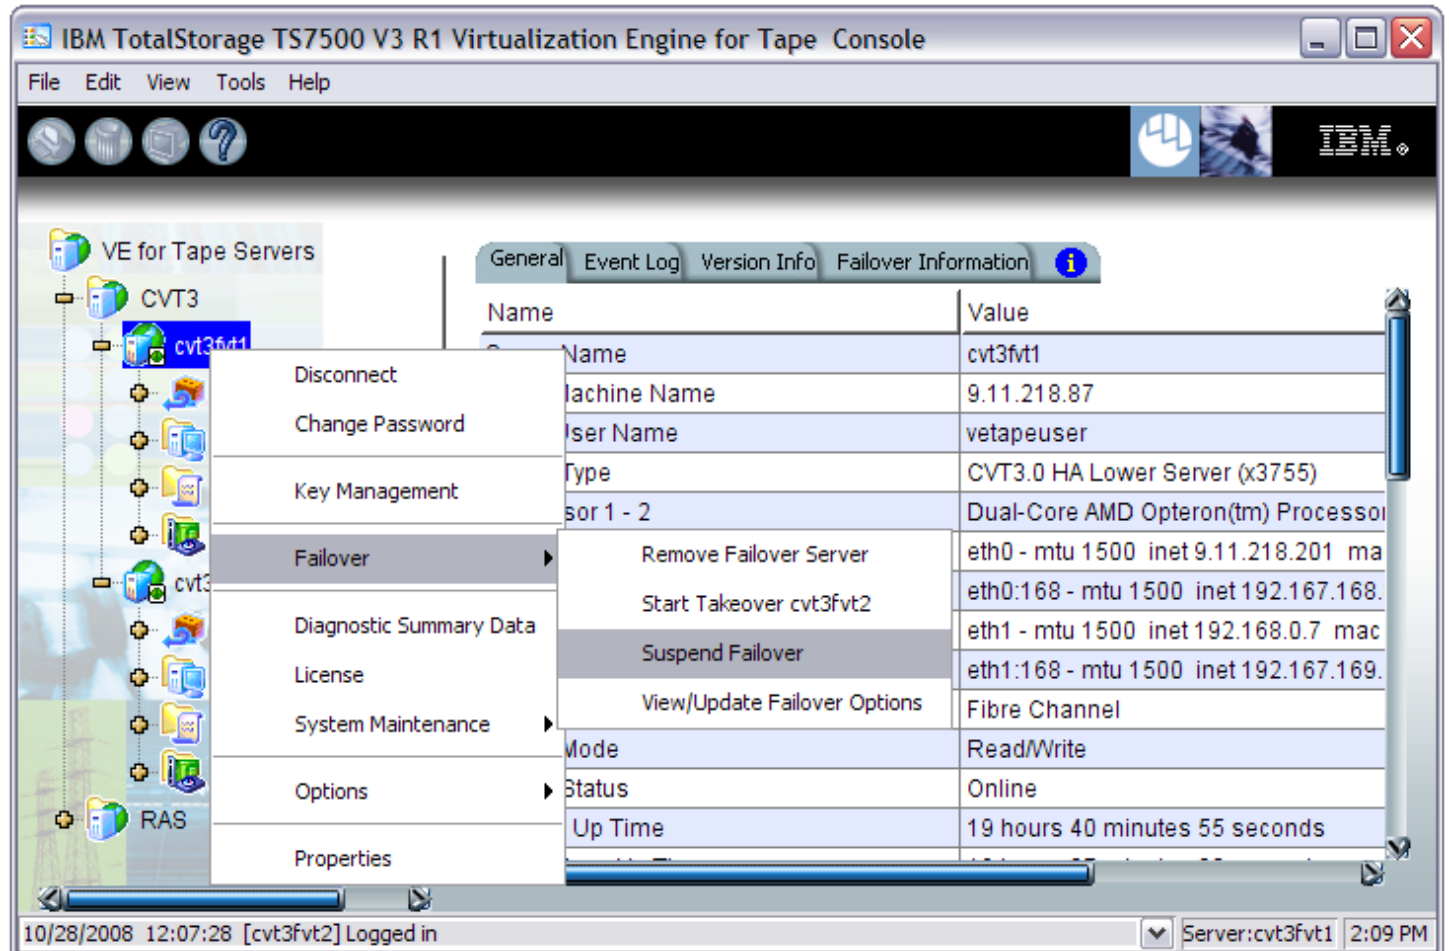 IBM TotalStorage TS7500 V3 R1 Virtualization Engine for Tape Console
File Edit View Tools Help
IBM
VE for Tape Servers
CVT3
cvt3fvt1
RAS
Disconnect
Change Password
Key Management
Failover
Diagnostic Summary Data
License
System Maintenance
Options
Properties
Remove Failover Server
Start Takeover cvt3fvt2
Suspend Failover
View/Update Failover Options
General Event Log Version Info Failover Information
Name Value
Name cvt3fvt1
Machine Name 9.11.218.87
User Name vetapeuser
Type CVT3.0 HA Lower Server (x3755)
sor 1 - 2 Dual-Core AMD Opteron(tm) Processor
eth0 - mtu 1500 inet 9.11.218.201 ma
eth0:168 - mtu 1500 inet 192.167.168.
eth1 - mtu 1500 inet 192.168.0.7 mac
eth1:168 - mtu 1500 inet 192.167.169.
Fibre Channel
Mode Read/Write
Status Online
Up Time 19 hours 40 minutes 55 seconds
10/28/2008 12:07:28 [cvt3fvt2] Logged in
Server:cvt3fvt1 2:09 PM